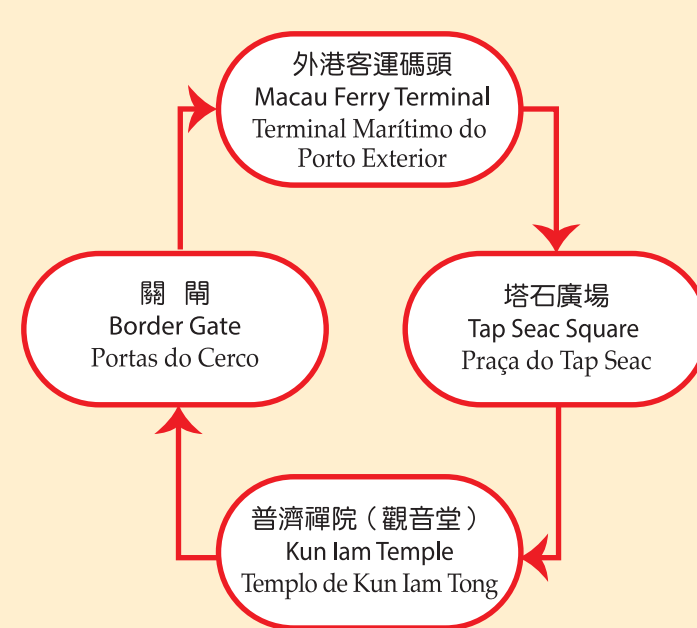 外港客運碼頭
Macau Ferry Terminal
Terminal Marítimo do
Porto Exterior
關 閘
Border Gate
Portas do Cerco
塔石廣場
Tap Seac Square
Praça do Tap Seac
普濟禪院（觀音堂）
Kun Iam Temple
Templo de Kun Iam Tong